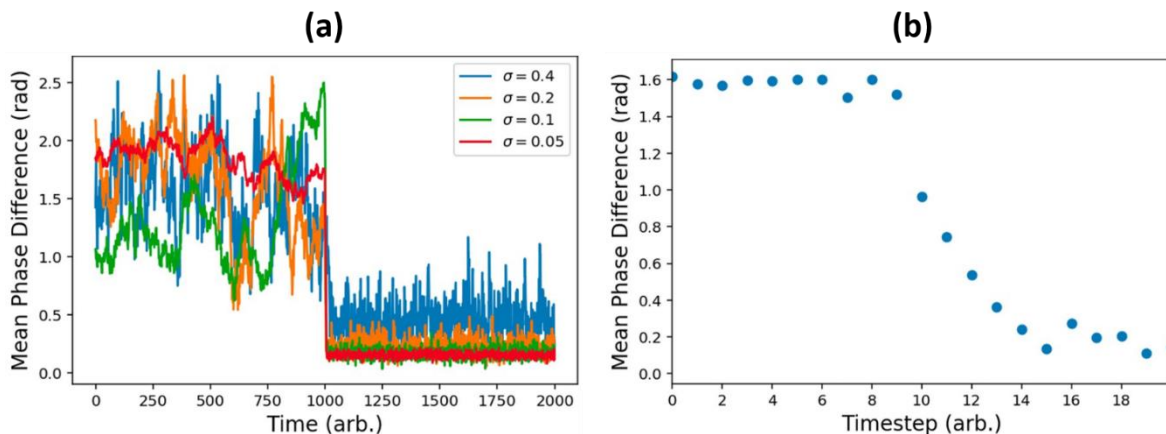 (a)
(b)
Mean Phase Difference (rad)
2.5
2.0
1.5
1.0
0.5
0.0
σ = 0.4
σ = 0.2
σ = 0.1
σ = 0.05
0 250 500 750 1000 1250 1500 1750 2000
Time (arb.)
Mean Phase Difference (rad)
1.6
1.4
1.2
1.0
0.8
0.6
0.4
0.2
0.0
0 2 4 6 8 10 12 14 16 18
Timestep (arb.)